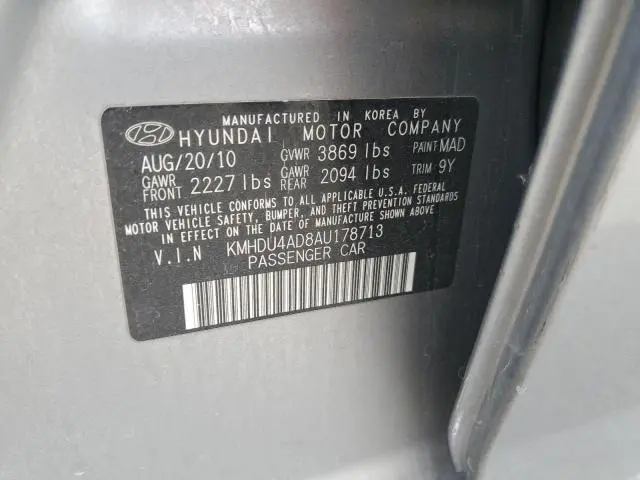 MANUFACTURED IN KOREA BY
HYUNDAI MOTOR COMPANY
AUG/20/10 GVWR 3869 lbs PAINT MAD
GAWR FRONT 2227 lbs GAWR REAR 2094 lbs TRIM 9Y
THIS VEHICLE CONFORMS TO ALL APPLICABLE U.S.A. FEDERAL
MOTOR VEHICLE SAFETY, BUMPER, AND THEFT PREVENTION STANDARDS
IN EFFECT ON THE DATE OF MANUFACTURE SHOWN ABOVE.
V.I.N KMHDU4AD8AU178713
PASSENGER CAR